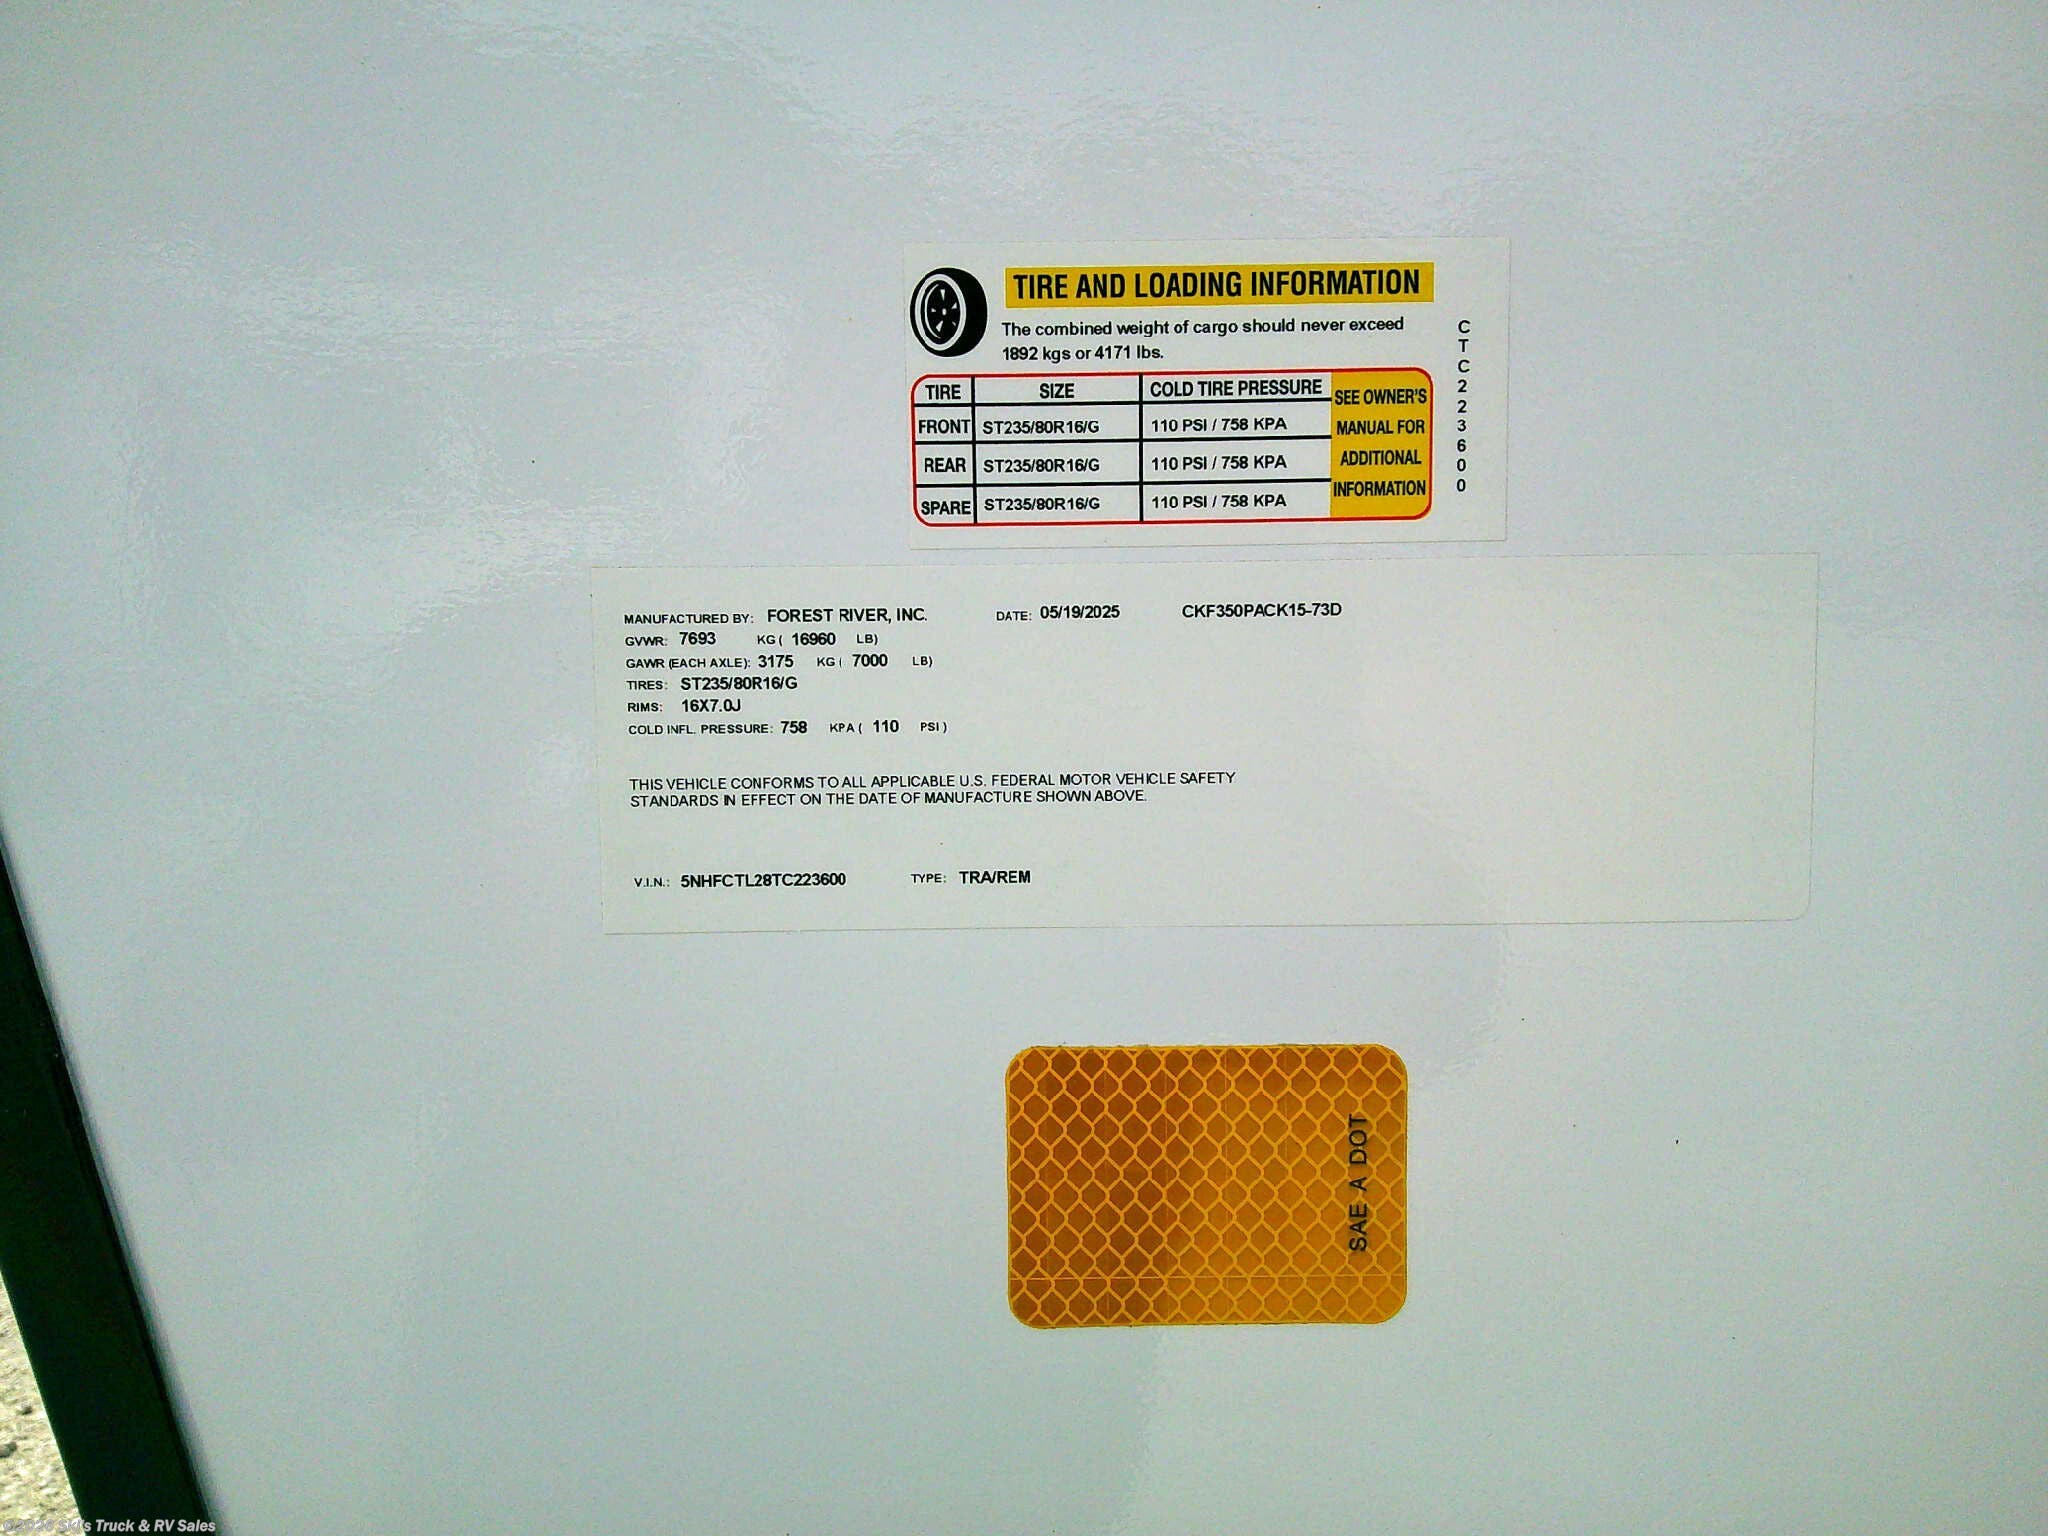 TIRE AND LOADING INFORMATION
The combined weight of cargo should never exceed
1892 kgs or 4171 lbs.
TIRE SIZE COLD TIRE PRESSURE
FRONT ST235/80R16/G 110 PSI / 758 KPA
REAR ST235/80R16/G 110 PSI / 758 KPA
SPARE ST235/80R16/G 110 PSI / 758 KPA
SEE OWNER'S
MANUAL FOR
ADDITIONAL
INFORMATION
CTC223600
MANUFACTURED BY: FOREST RIVER, INC. DATE: 05/19/2025 CKF350PACK15-73D
GVWR: 7693 KG ( 16960 LB)
GAWR (EACH AXLE): 3175 KG ( 7000 LB)
TIRES: ST235/80R16/G
RIMS: 16X7.0J
COLD INFL. PRESSURE: 758 KPA ( 110 PSI )
THIS VEHICLE CONFORMS TO ALL APPLICABLE U.S. FEDERAL MOTOR VEHICLE SAFETY
STANDARDS IN EFFECT ON THE DATE OF MANUFACTURE SHOWN ABOVE.
V.I.N.: 5NHFCTL28TC223600 TYPE: TRA/REM
SAE A DOT
Truck & RV Sales